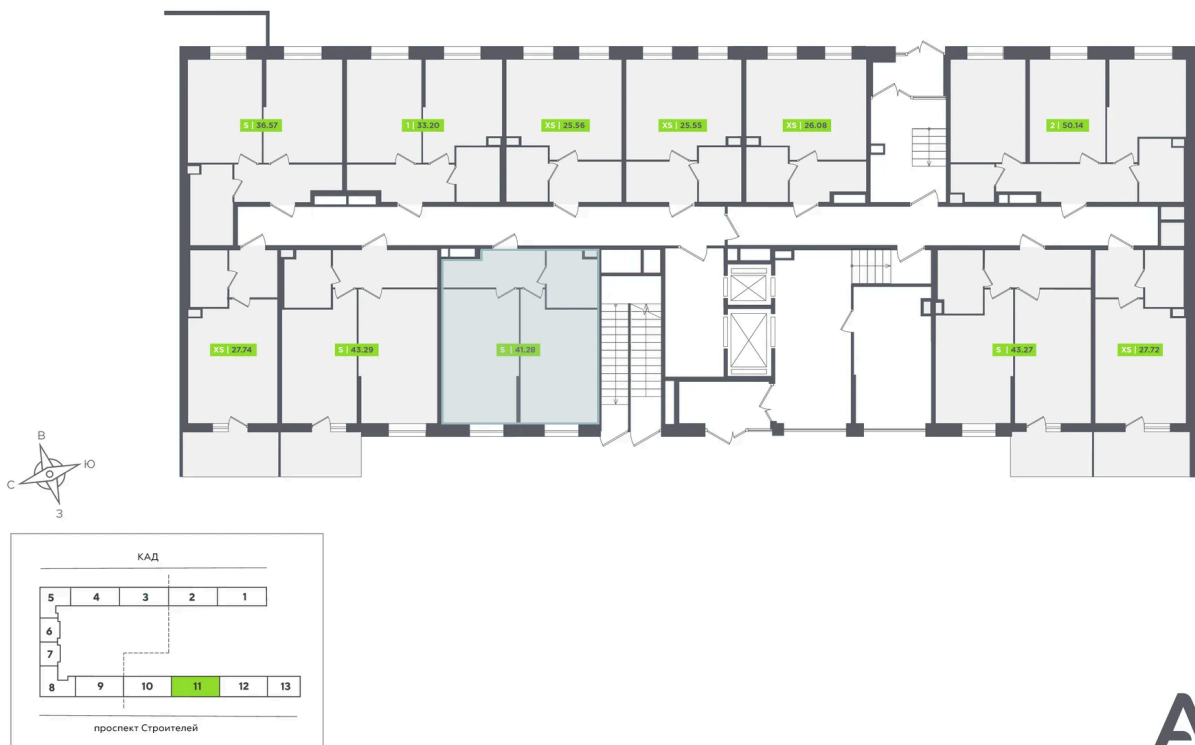 S | 36.57
1 | 33.20
XS | 25.56
XS | 25.55
XS | 26.08
2 | 50.14
XS | 27.74
S | 43.29
S | 41.28
S | 43.27
XS | 27.72
В
Ю
С
З
КАД
5 4 3 2 1
6
7
8 9 10 11 12 13
проспект Строителей